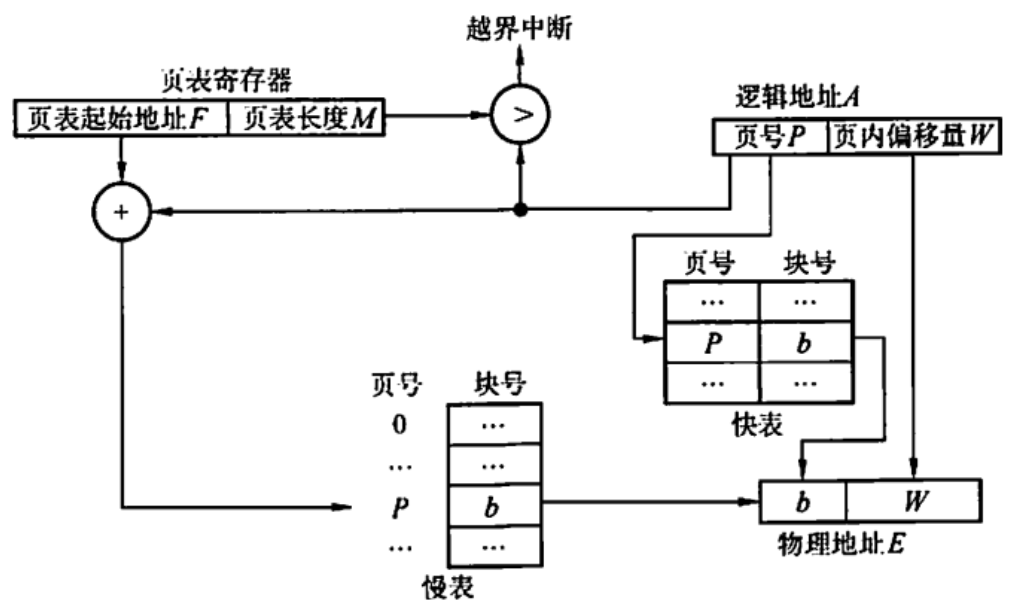 越界中断
页表寄存器
页表起始地址F 页表长度M
>
逻辑地址A
页号P 页内偏移量W
+
页号 块号
... ...
P b
... ...
快表
页号 块号
0 ...
... ...
P b
... ...
慢表
b W
物理地址E